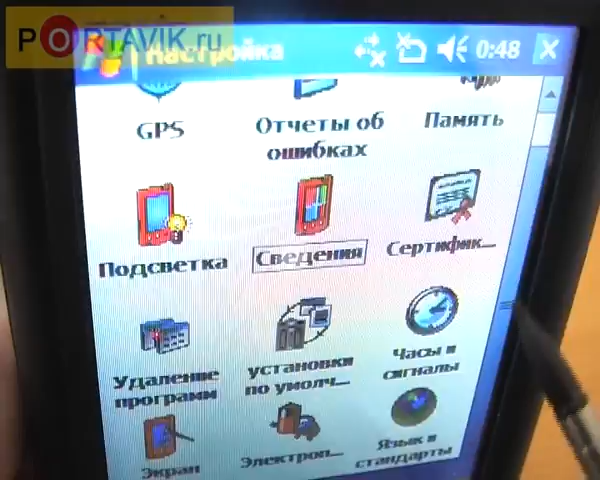 PORTAVIK.ru
Настройка 0:48
GPS Отчеты об ошибках Память
Подсветка Сведения Сертифик...
Удаление программ установки по умолч... Часы и сигналы
Экран Электроп... Язык и стандарты